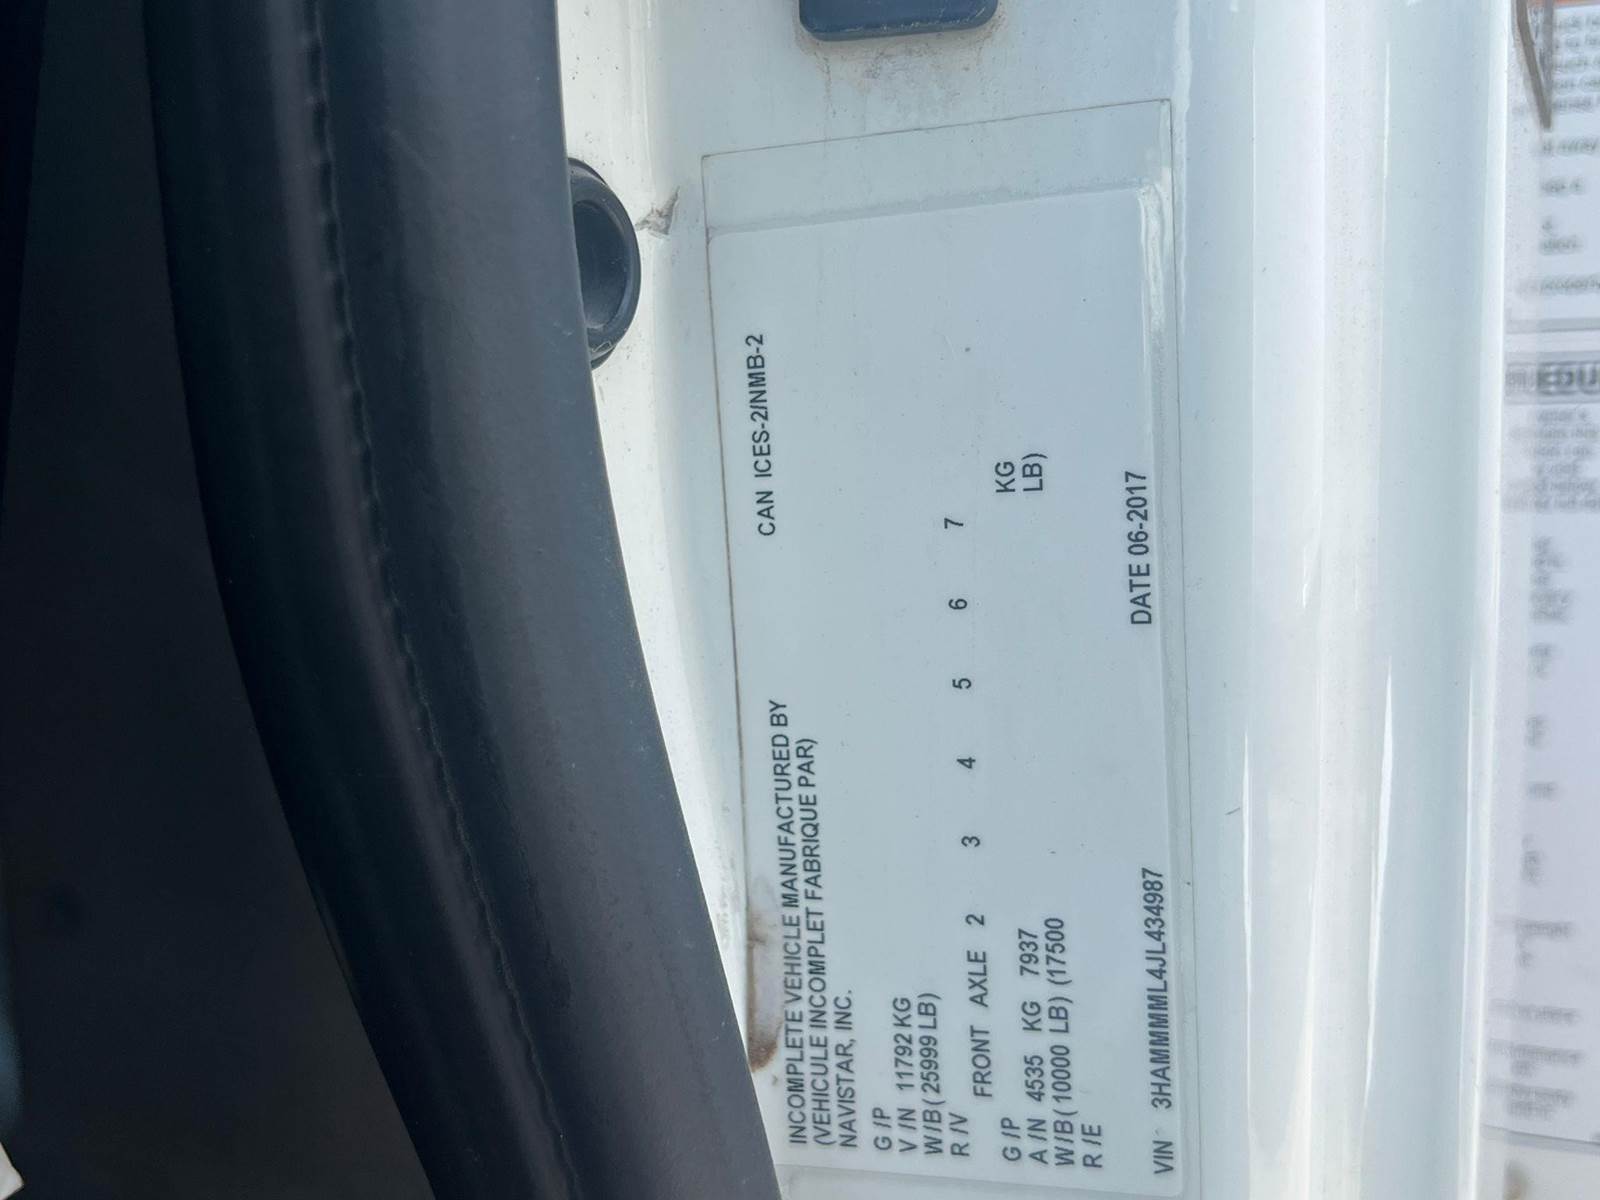 INCOMPLETE VEHICLE MANUFACTURED BY CAN ICES-2/NMB-2
(VEHICULE INCOMPLET FABRIQUE PAR)
NAVISTAR, INC.
G /P
V /N 11792 KG
W/B( 25999 LB)
R /V FRONT AXLE 2 3 4 5 6 7
G /P
A /N 4535 KG 7937 KG
W/B(10000 LB) (17500 LB)
R /E
VIN 3HAMMMML4JL434987 DATE 06-2017